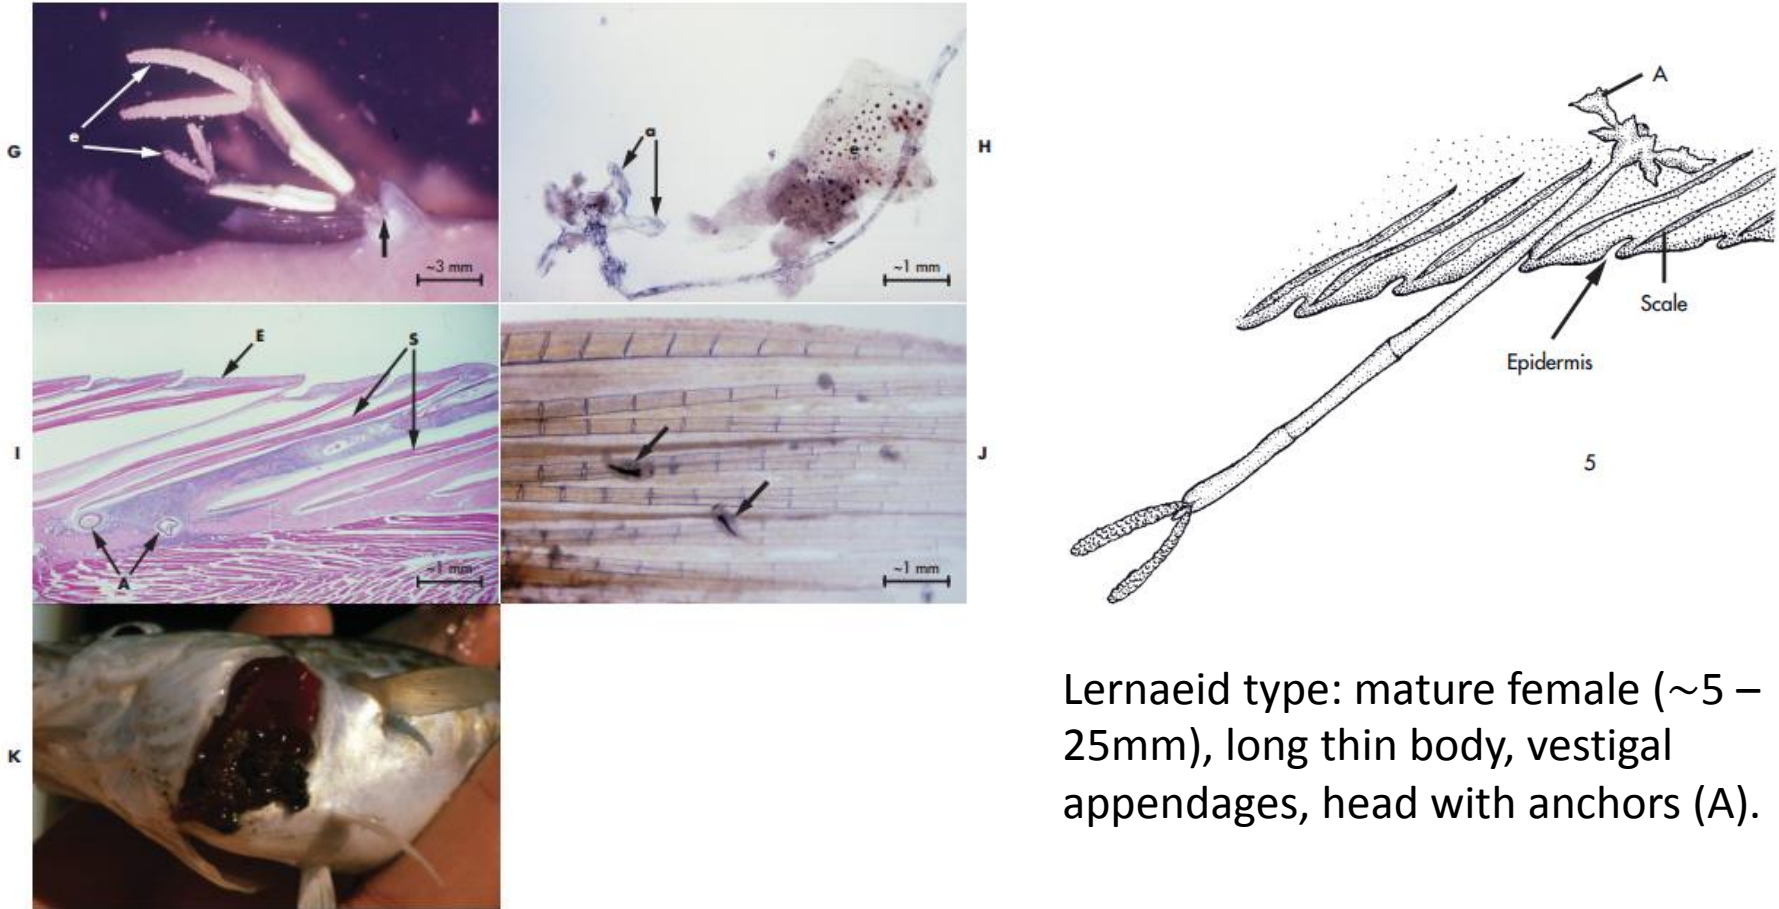 G
e
~3 mm
a
e
~1 mm
H
I
E
S
A
~1 mm
~1 mm
J
K
A
Scale
Epidermis
5
Lernaeid type: mature female (~5 –
25mm), long thin body, vestigal
appendages, head with anchors (A).